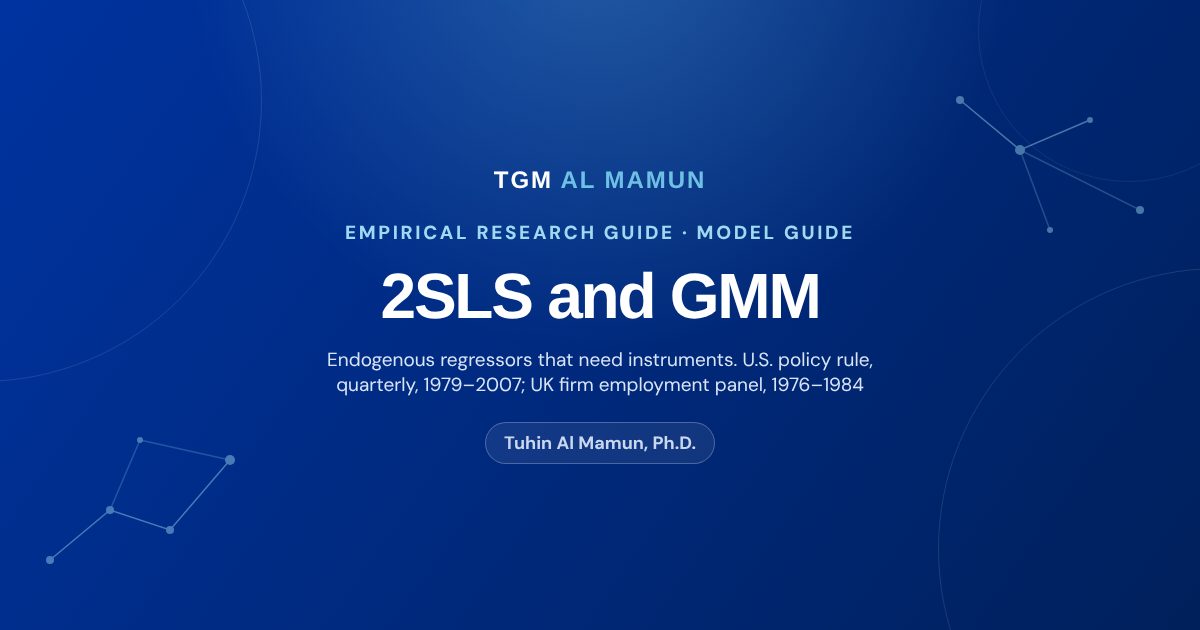 TGM AL MAMUN
EMPIRICAL RESEARCH GUIDE · MODEL GUIDE
2SLS and GMM
Endogenous regressors that need instruments. U.S. policy rule,
quarterly, 1979–2007; UK firm employment panel, 1976–1984
Tuhin Al Mamun, Ph.D.